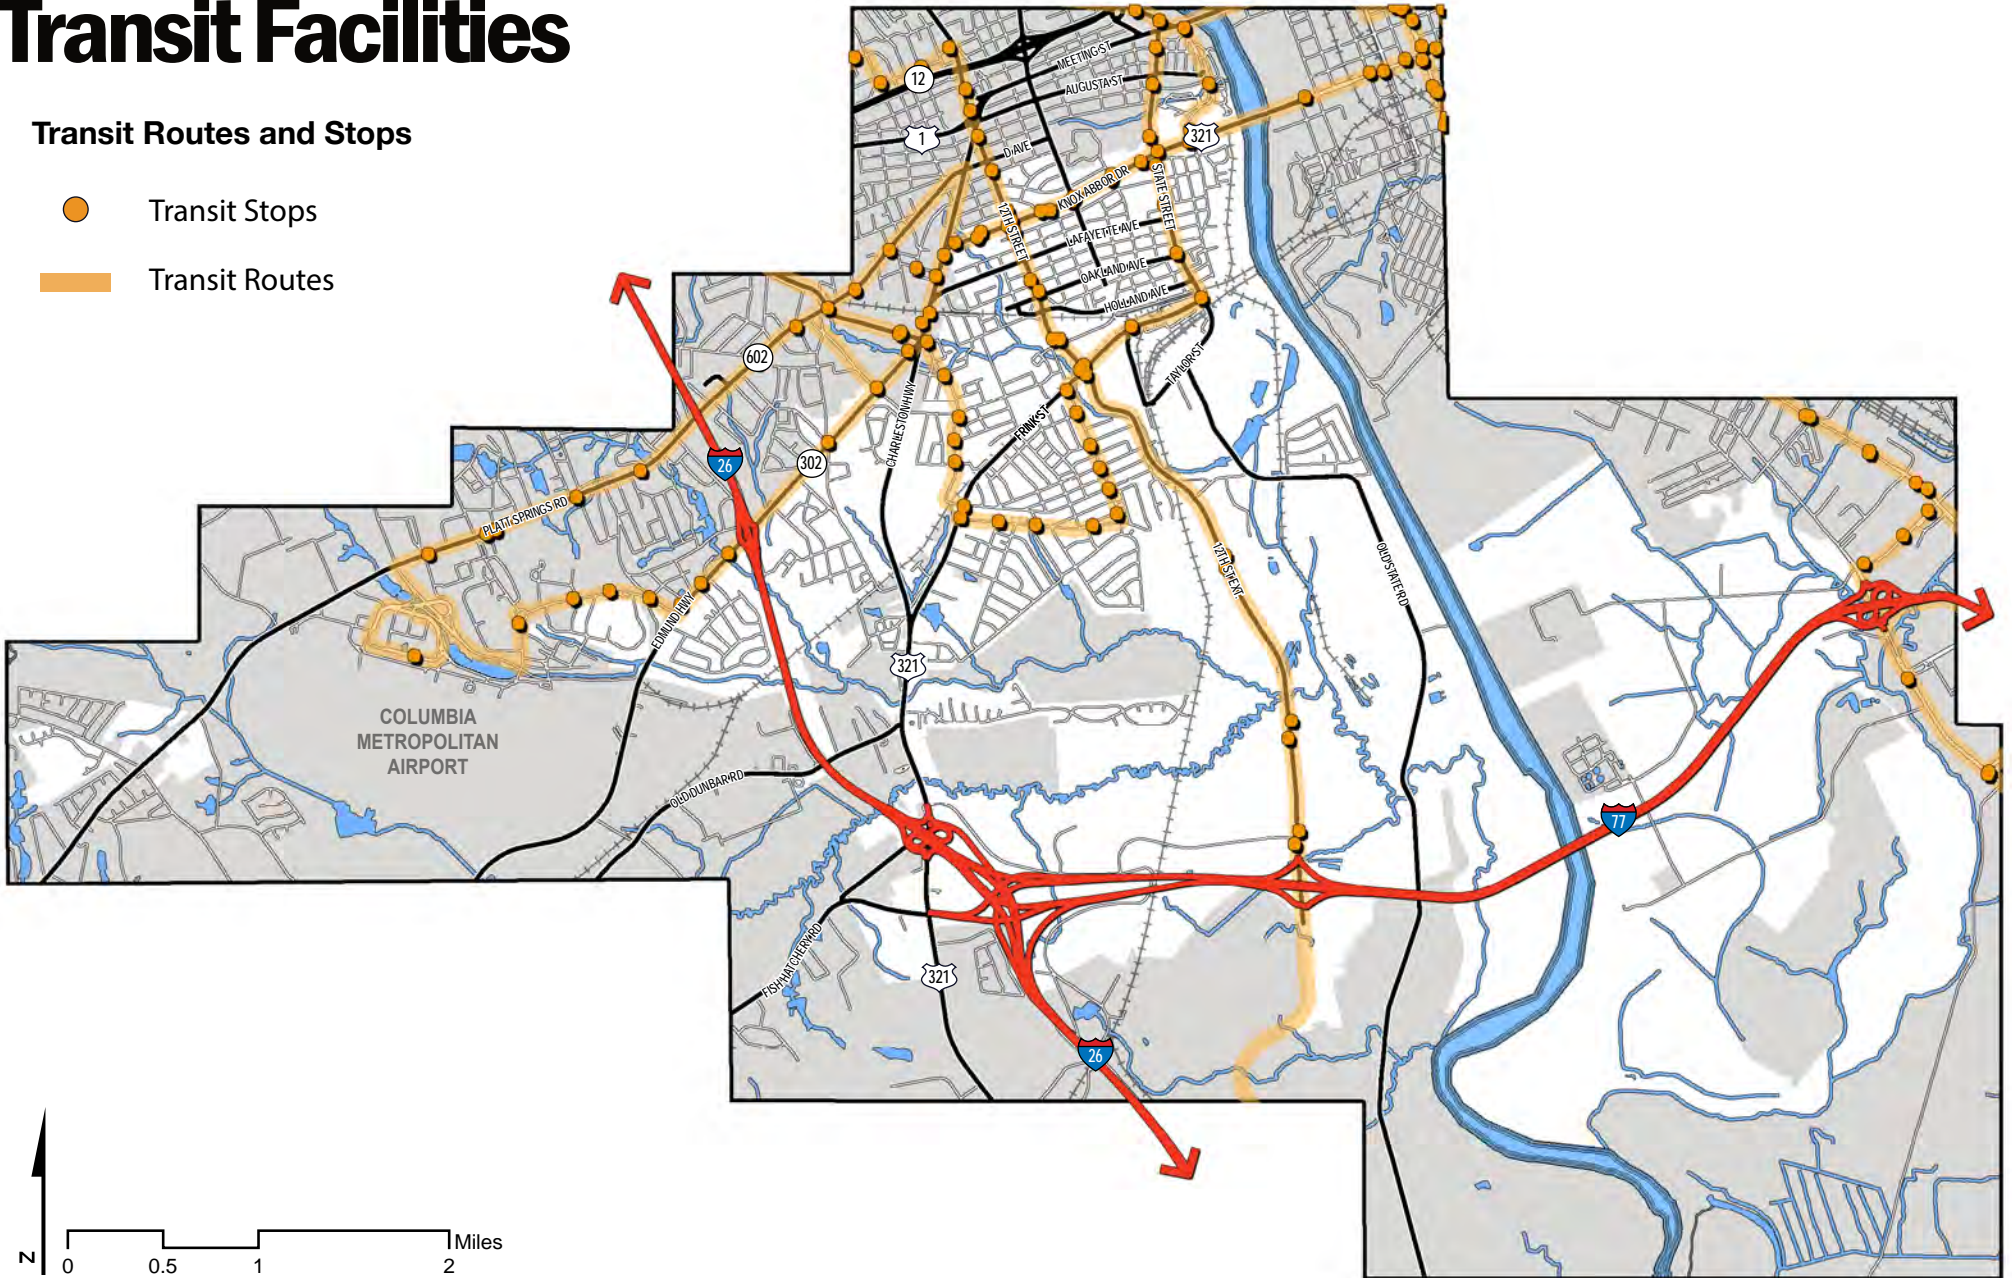 Transit Facilities
Transit Routes and Stops
Transit Stops
Transit Routes
12
MEETING ST
AUGUSTA ST
1
321
D AVE
KNOX ABBOR DR
STATE STREET
12TH STREET
LAFAYETTE AVE
OAKLAND AVE
HOLLAND AVE
602
TAYLOR ST
CHARLESTON HWY
FRINK ST
26
302
PLATT SPRINGS RD
12TH ST EXT
OLD STATE RD
EDMUND HWY
321
COLUMBIA
METROPOLITAN
AIRPORT
OLD DUNBAR RD
77
FISH HATCHERY RD
321
26
N
0
0.5
1
2
Miles